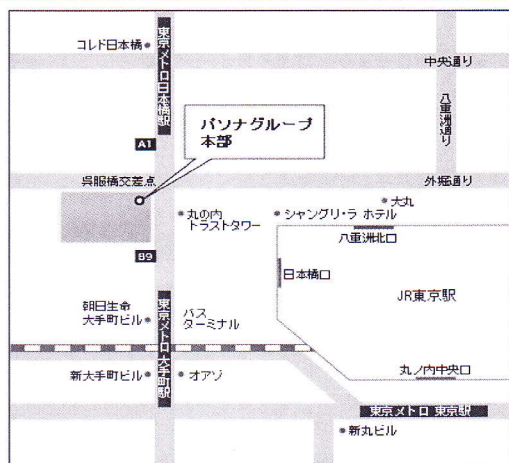 コレド日本橋
東京メトロ日本橋駅
中央通り
八重洲通り
A1
パソナグループ
本部
呉服橋交差点
外堀通り
大丸
丸の内
トラストタワー
シャングリ・ラ ホテル
八重洲北口
B9
日本橋口
JR東京駅
朝日生命
大手町ビル
東京メトロ 大手町駅
バス
ターミナル
新大手町ビル
オアゾ
丸ノ内中央口
東京メトロ 東京駅
新丸ビル